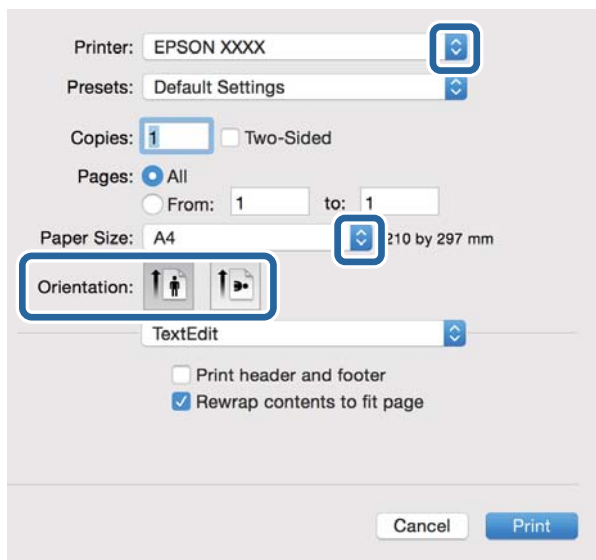 Printer: EPSON XXXX
Presets: Default Settings
Copies: 1 Two-Sided
Pages: All
From: 1 to: 1
Paper Size: A4 210 by 297 mm
Orientation:
TextEdit
Print header and footer
Rewrap contents to fit page
Cancel Print